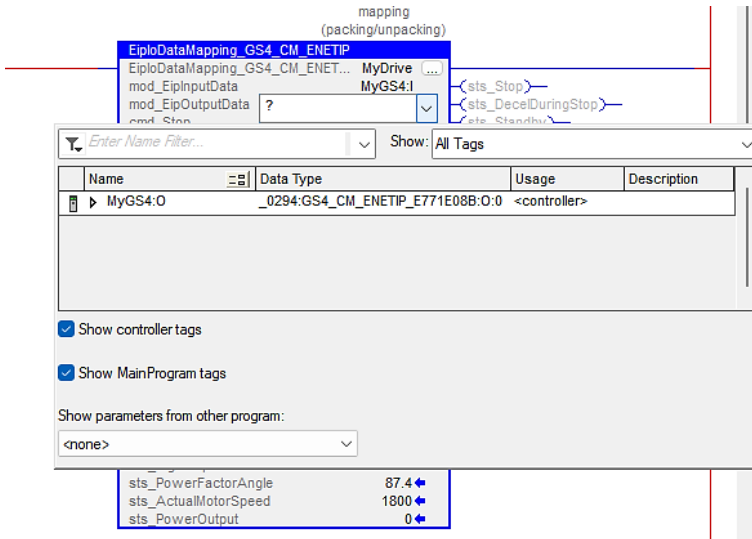 mapping
(packing/unpacking)
EiploDataMapping_GS4_CM_ENETIP
EiploDataMapping_GS4_CM_ENET... MyDrive ...
mod_EipInputData MyGS4:I
sts_Stop
mod_EipOutputData ?
sts_DecelDuringStop
cmd_Stop
sts_Standby
Enter Name Filter... Show: All Tags
Name Data Type Usage Description
MyGS4:O _0294:GS4_CM_ENETIP_E771E08B:O:0 <controller>
Show controller tags
Show MainProgram tags
Show parameters from other program:
<none>
sts_PowerFactorAngle 87.4
sts_ActualMotorSpeed 1800
sts_PowerOutput 0